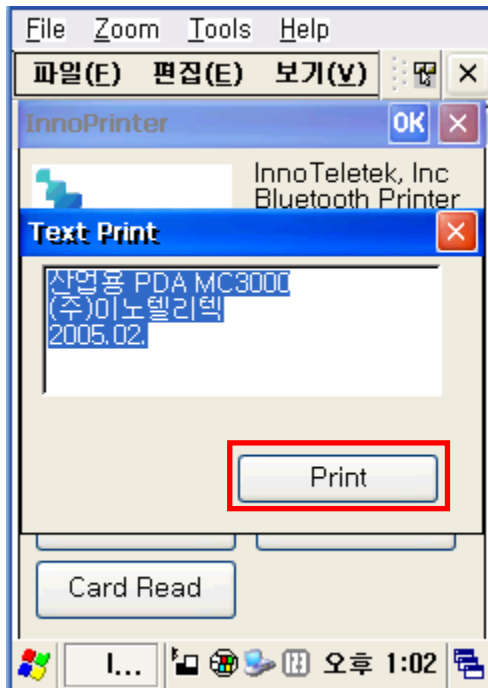 File Zoom Tools Help
파일(F) 편집(E) 보기(V)
InnoPrinter OK
InnoTeletek, Inc
Bluetooth Printer
Text Print
산업용 PDA MC3000
(주)이노텔리텍
2005.02.
Print
Card Read
I... 오후 1:02